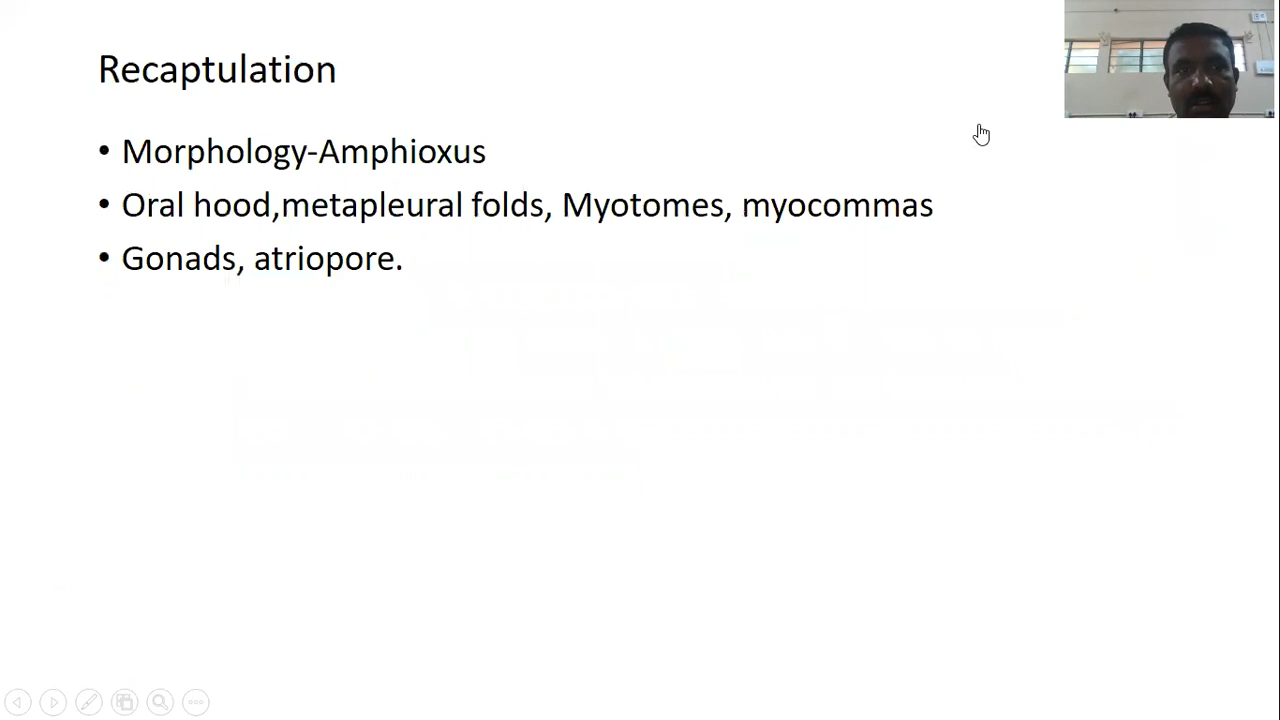 Recaptulation
• Morphology-Amphioxus
• Oral hood,metapleural folds, Myotomes, myocommas
• Gonads, atriopore.